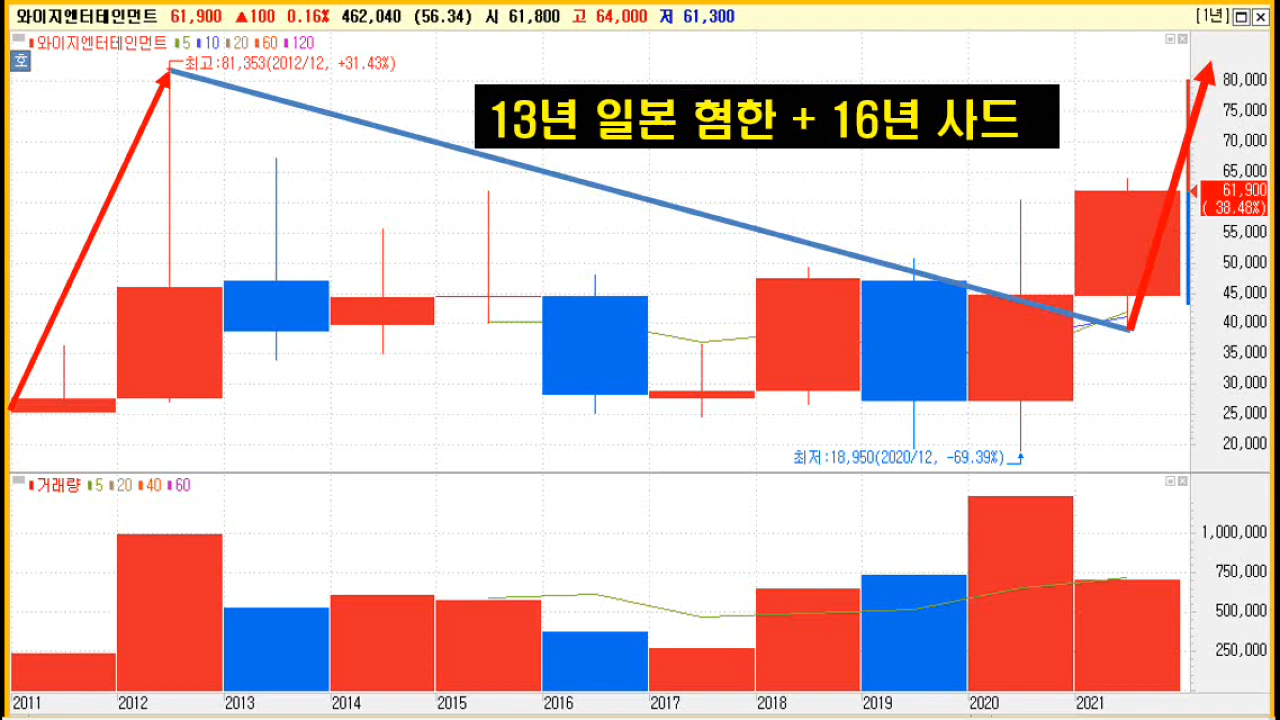 와이지엔터테인먼트 61,900 ▲100 0.16% 462,040 (56.34) 시 61,800 고 64,000 저 61,300 [1년]
와이지엔터테인먼트 5 10 20 60 120
호
최고:81,353(2012/12, +31.43%)
13년 일본 혐한 + 16년 사드
80,000
75,000
70,000
65,000
61,900
( 38.48%)
55,000
50,000
45,000
40,000
35,000
30,000
25,000
20,000
최저:18,950(2020/12, -69.39%)
거래량 5 20 40 60
1,000,000
750,000
500,000
250,000
2011 2012 2013 2014 2015 2016 2017 2018 2019 2020 2021